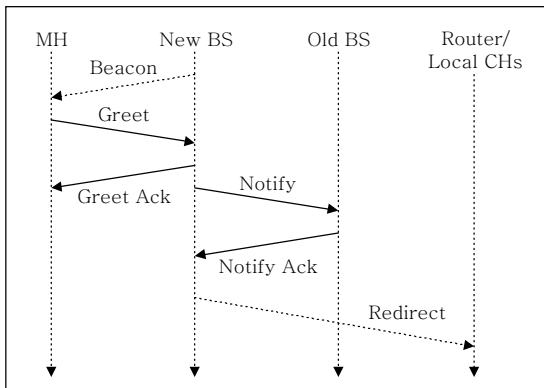 MH
New BS
Old BS
Router/
Local CHs
Beacon
Greet
Greet Ack
Notify
Notify Ack
Redirect